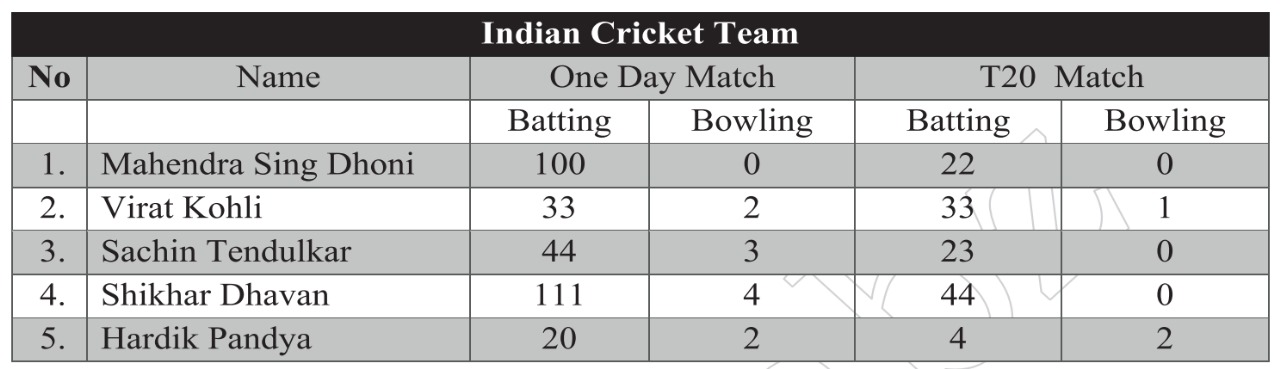 Indian Cricket Team
No Name One Day Match T20 Match
Batting Bowling Batting Bowling
1. Mahendra Sing Dhoni 100 0 22 0
2. Virat Kohli 33 2 33 1
3. Sachin Tendulkar 44 3 23 0
4. Shikhar Dhavan 111 4 44 0
5. Hardik Pandya 20 2 4 2